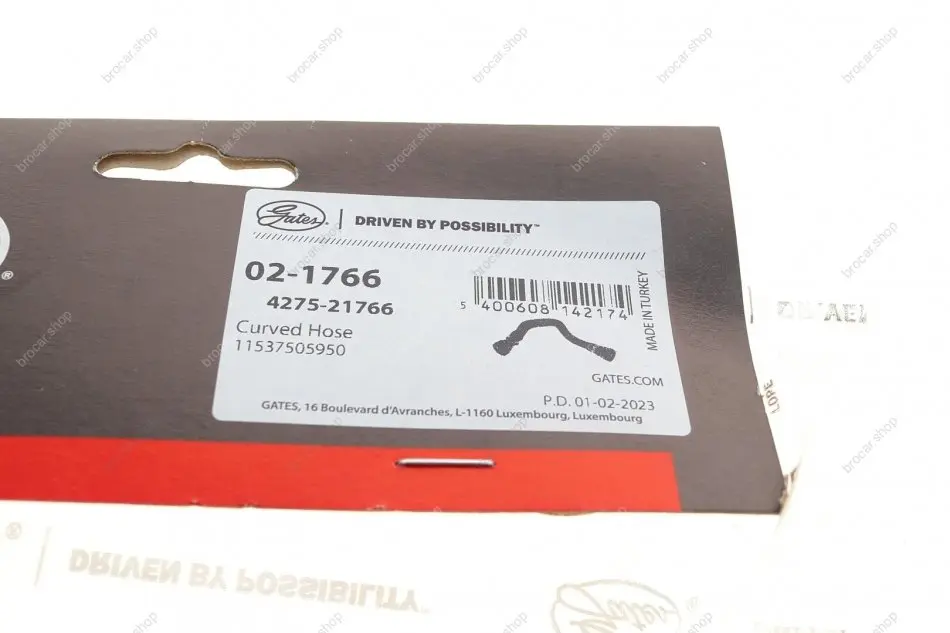 Gates® | DRIVEN BY POSSIBILITY™
02-1766
4275-21766
Curved Hose
11537505950
5 400608 142174
MADE IN TURKEY
GATES.COM
P.D. 01-02-2023
GATES, 16 Boulevard d'Avranches, L-1160 Luxembourg, Luxembourg
®
DRIVEN BY POSSIBILITY
Gates
brocar.shop